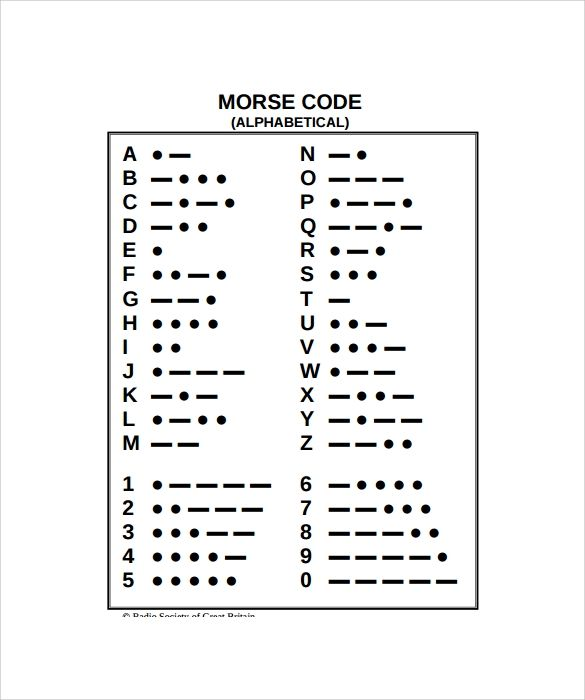 MORSE CODE
(ALPHABETICAL)
A ● — N — ●
B — ● ● ● O — — —
C — ● — ● P ● — — ●
D — ● ● Q — — ● —
E ● R ● — ●
F ● ● — ● S ● ● ●
G — — ● T —
H ● ● ● ● U ● ● —
I ● ● V ● ● ● —
J ● — — — W ● — —
K — ● — X — ● ● —
L ● — ● ● Y — ● — —
M — — Z — — ● ●
1 ● — — — — 6 — ● ● ● ●
2 ● ● — — — 7 — — ● ● ●
3 ● ● ● — — 8 — — — ● ●
4 ● ● ● ● — 9 — — — — ●
5 ● ● ● ● ● 0 — — — — —
© Radio Society of Great Britain